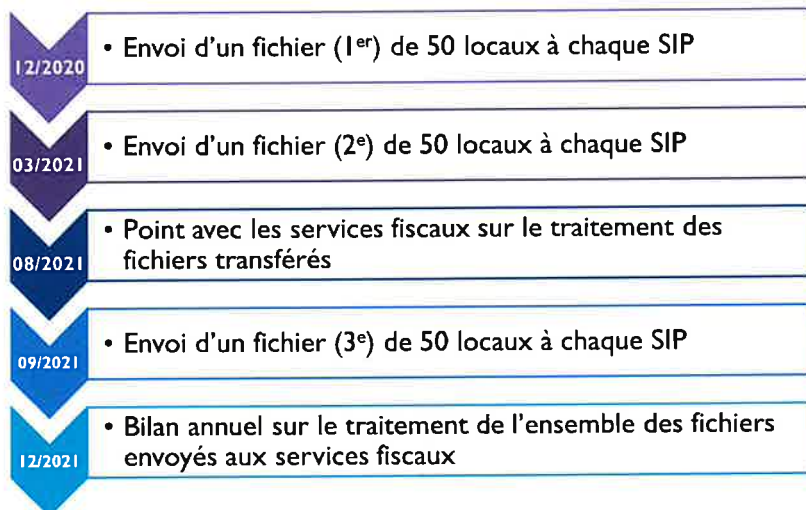 12/2020
• Envoi d'un fichier (1er) de 50 locaux à chaque SIP
03/2021
• Envoi d'un fichier (2e) de 50 locaux à chaque SIP
08/2021
• Point avec les services fiscaux sur le traitement des
fichiers transférés
09/2021
• Envoi d'un fichier (3e) de 50 locaux à chaque SIP
12/2021
• Bilan annuel sur le traitement de l'ensemble des fichiers
envoyés aux services fiscaux